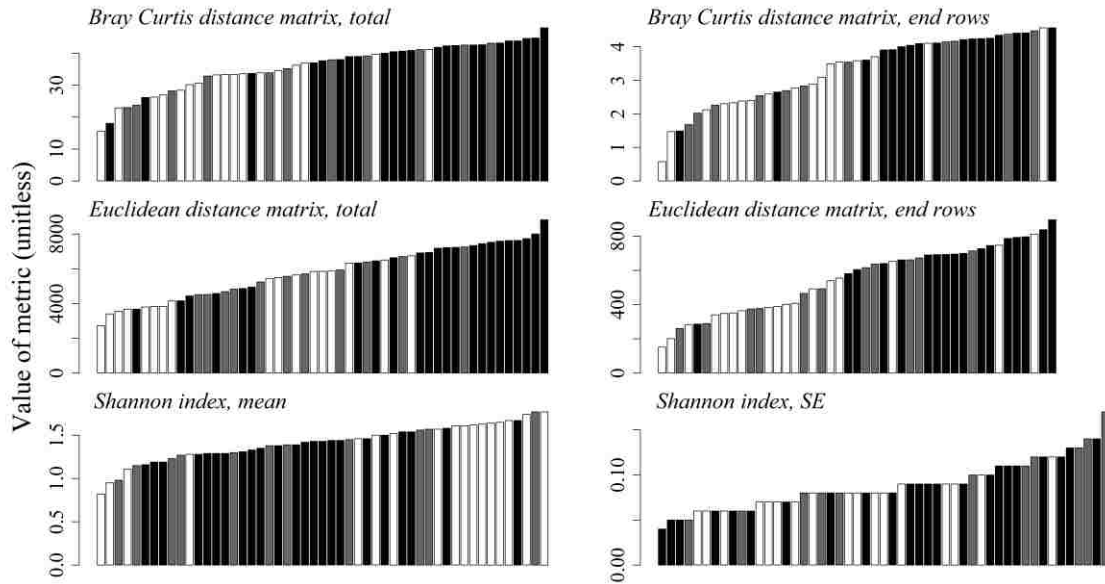 Bray Curtis distance matrix, total
Bray Curtis distance matrix, end rows
0 10 30
0 1 2 3 4
Value of metric (unitless)
Euclidean distance matrix, total
Euclidean distance matrix, end rows
0 4000 8000
0 400 800
Shannon index, mean
Shannon index, SE
0.0 0.5 1.0 1.5
0.00 0.10